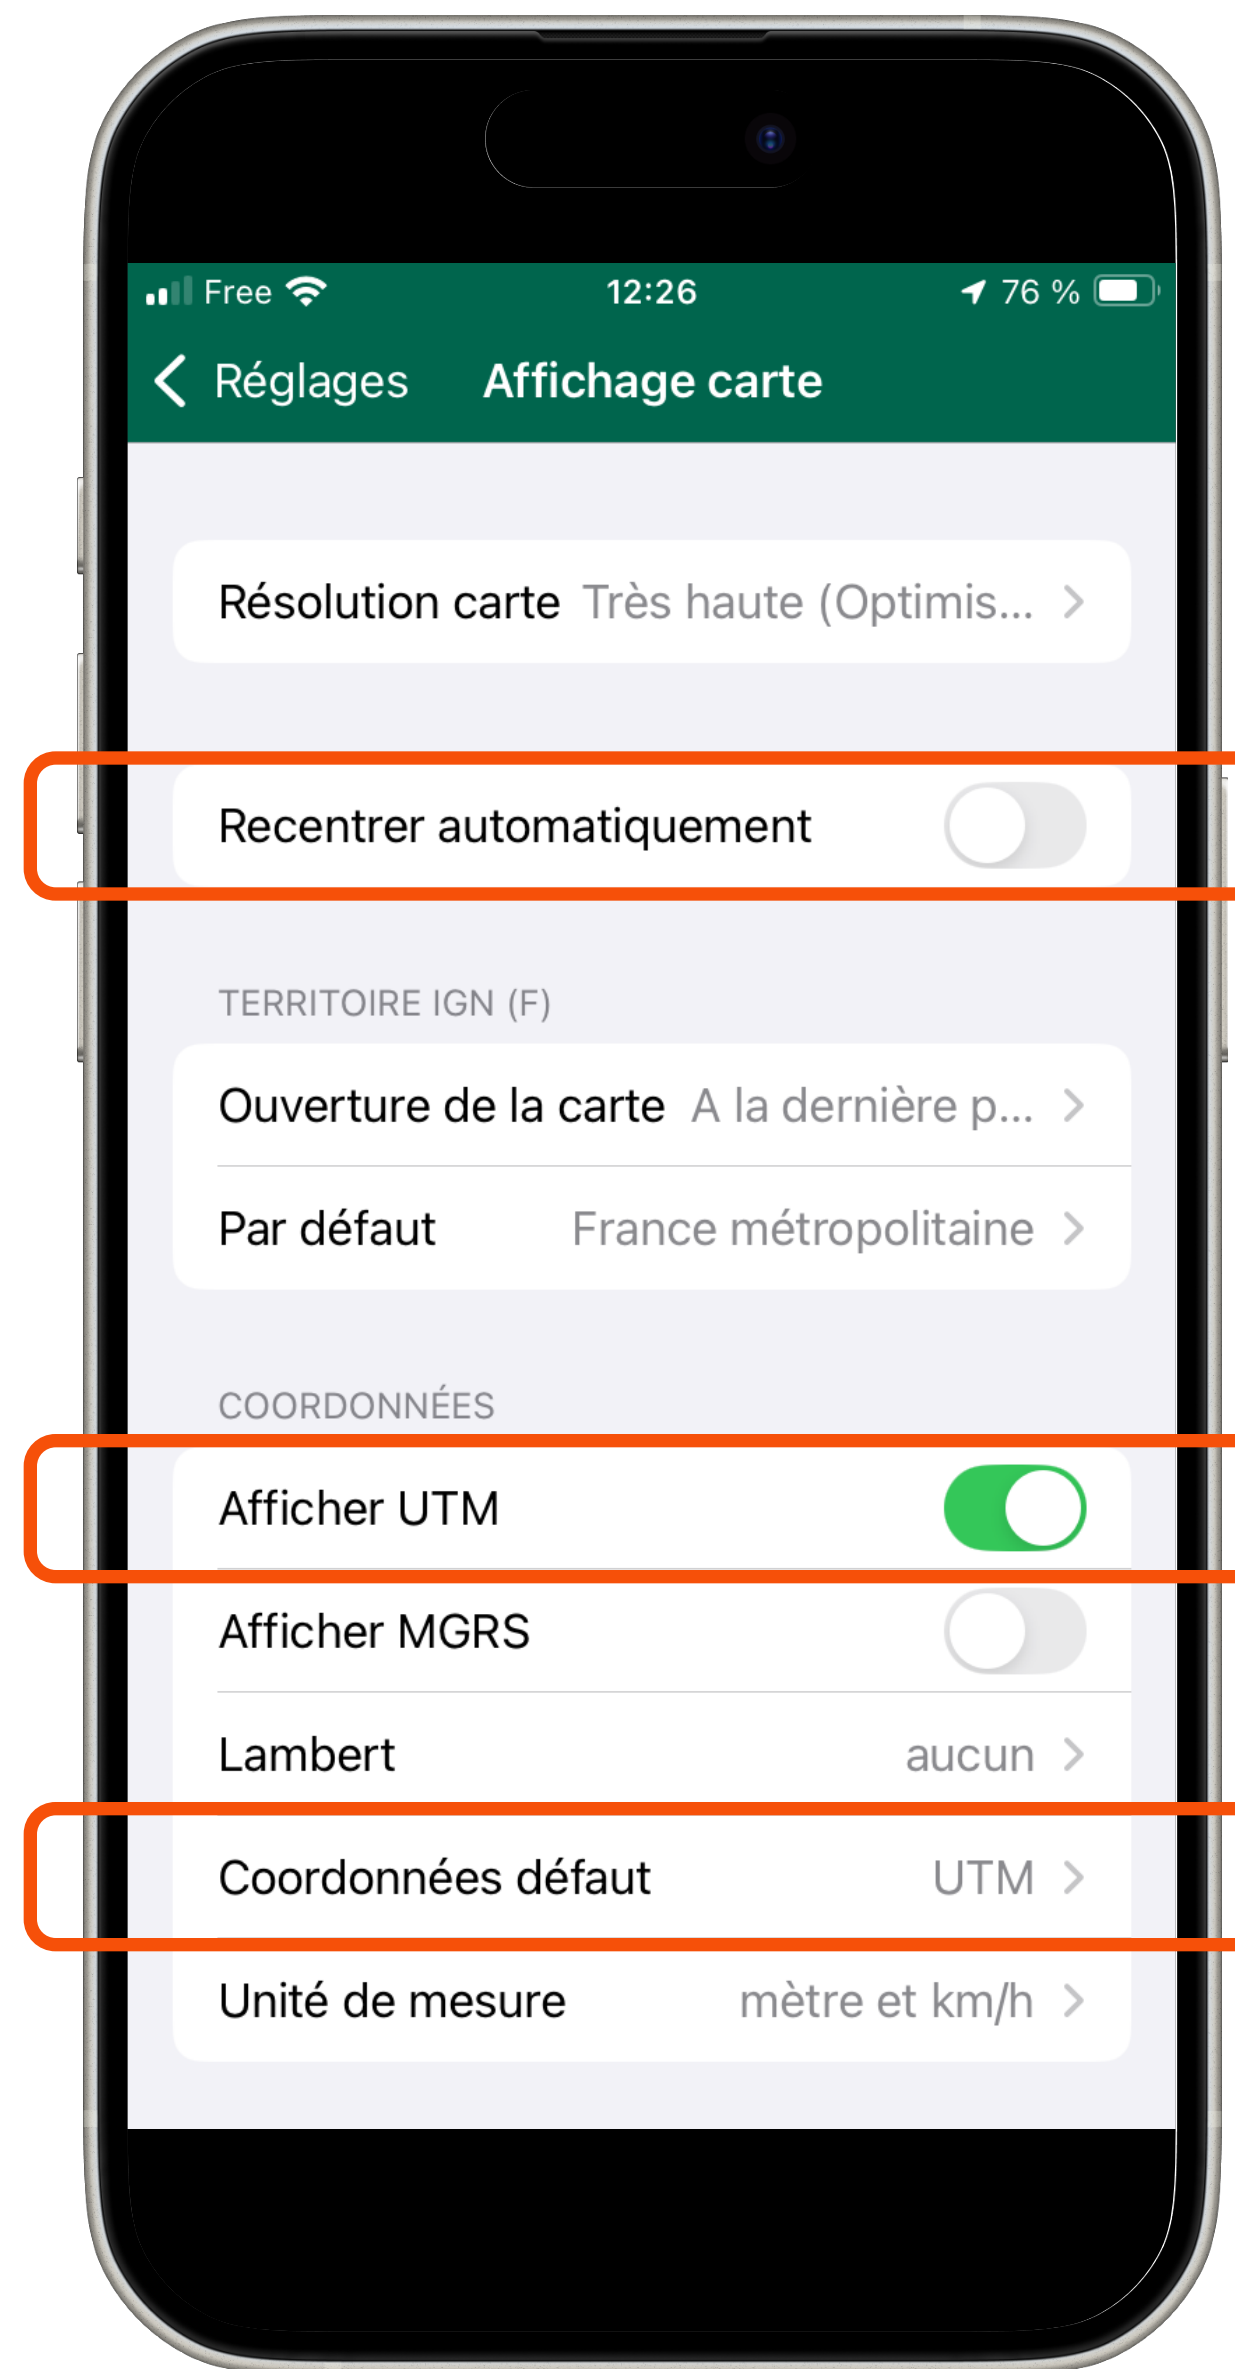 Free 12:26 76 %
Réglages Affichage carte
Résolution carte Très haute (Optimis...
Recentrer automatiquement
TERRITOIRE IGN (F)
Ouverture de la carte A la dernière p...
Par défaut France métropolitaine
COORDONNÉES
Afficher UTM
Afficher MGRS
Lambert aucun
Coordonnées défaut UTM
Unité de mesure mètre et km/h